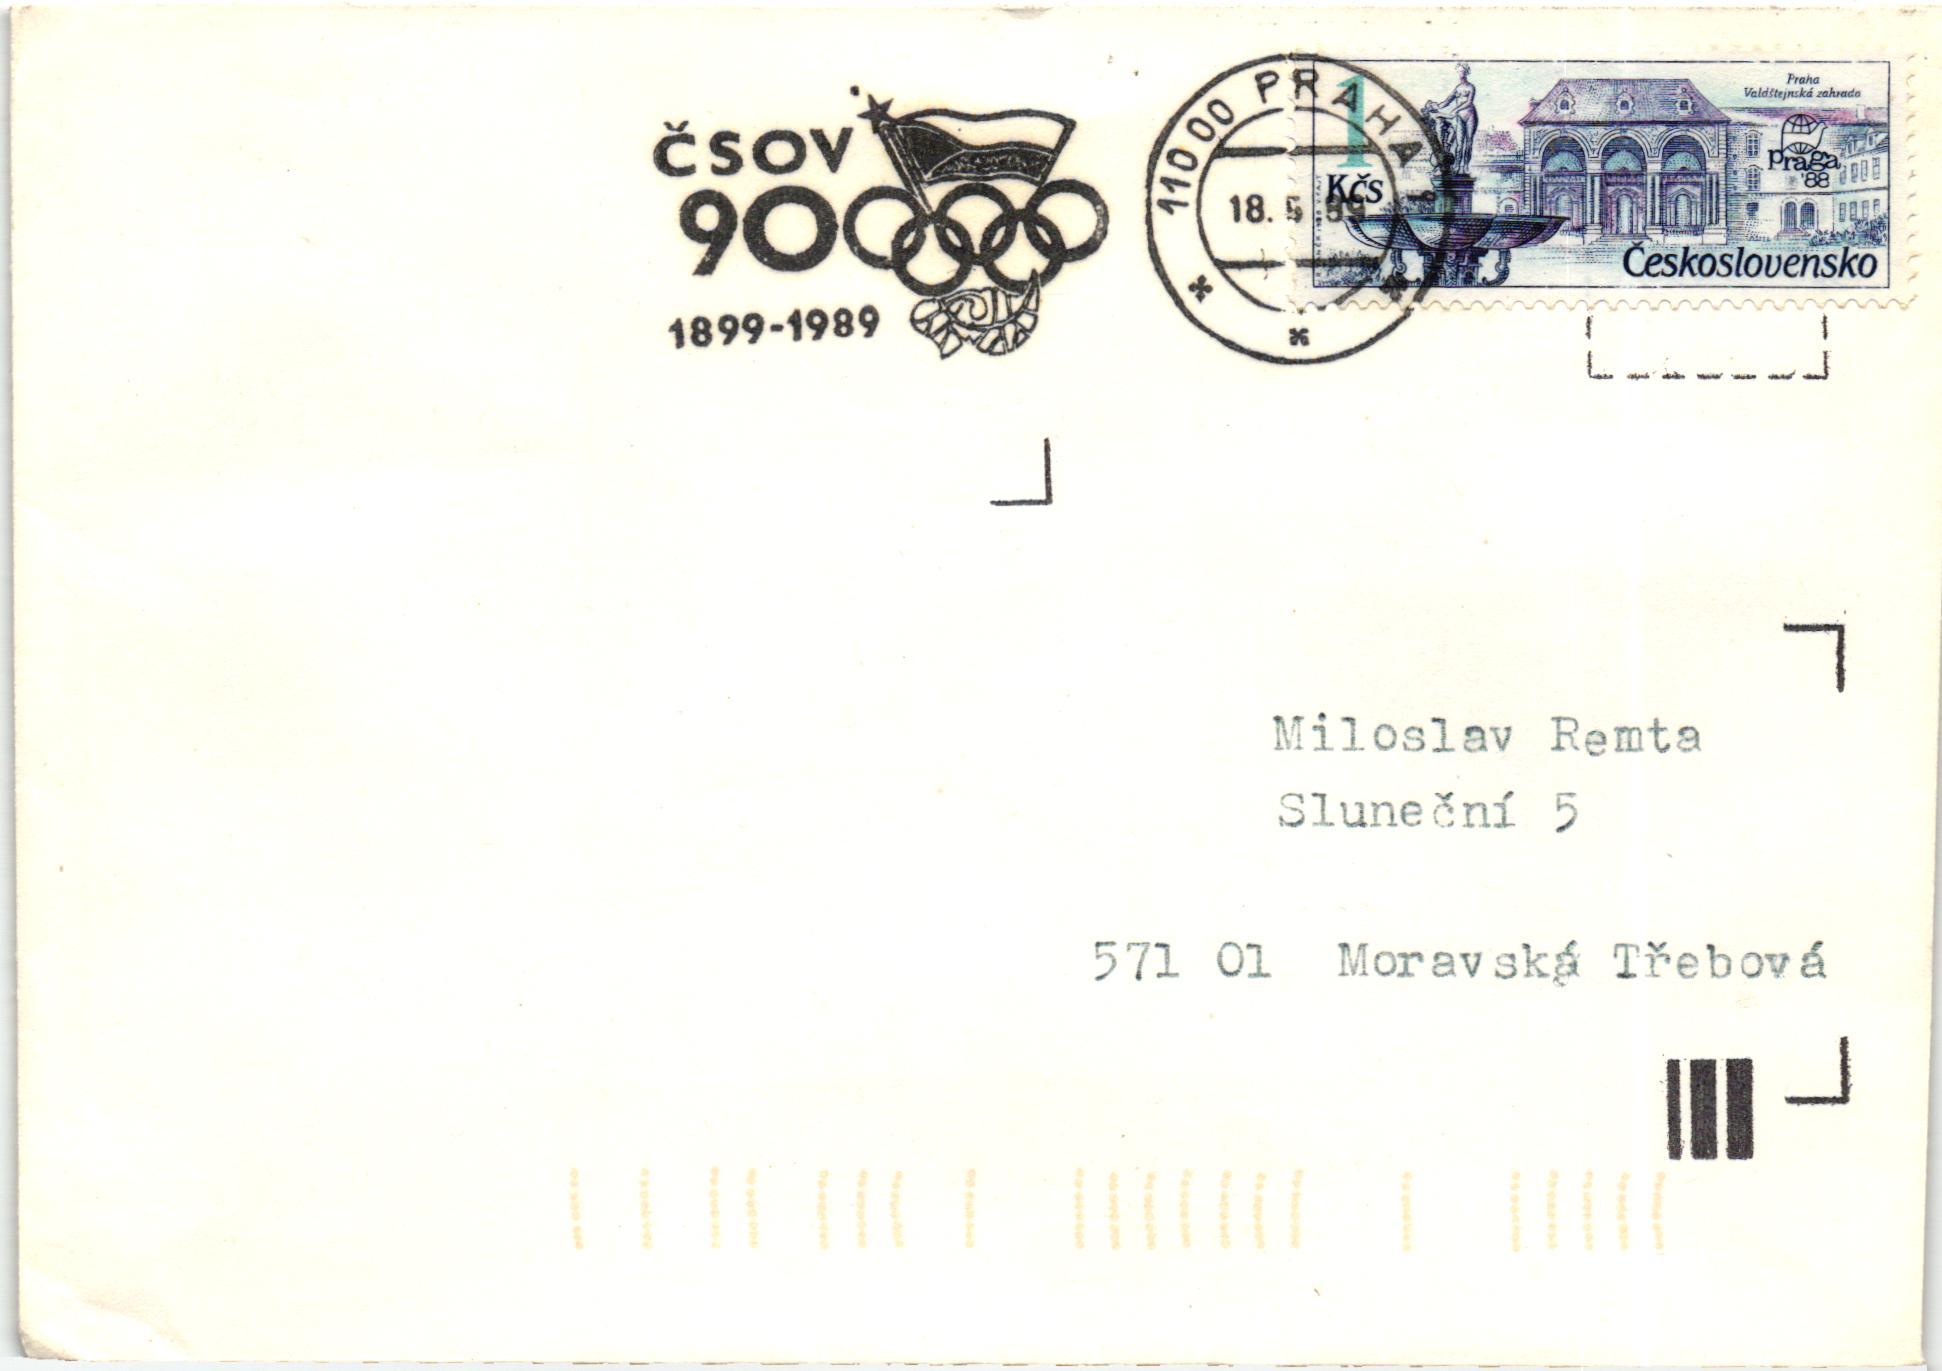 ČSOV
90
1899-1989
110 00 PRAHA
18. 5
1
Kčs
Praha
Valdštejnská zahrada
praga
'88
Československo
Miloslav Remta
Sluneční 5
571 01 Moravská Třebová